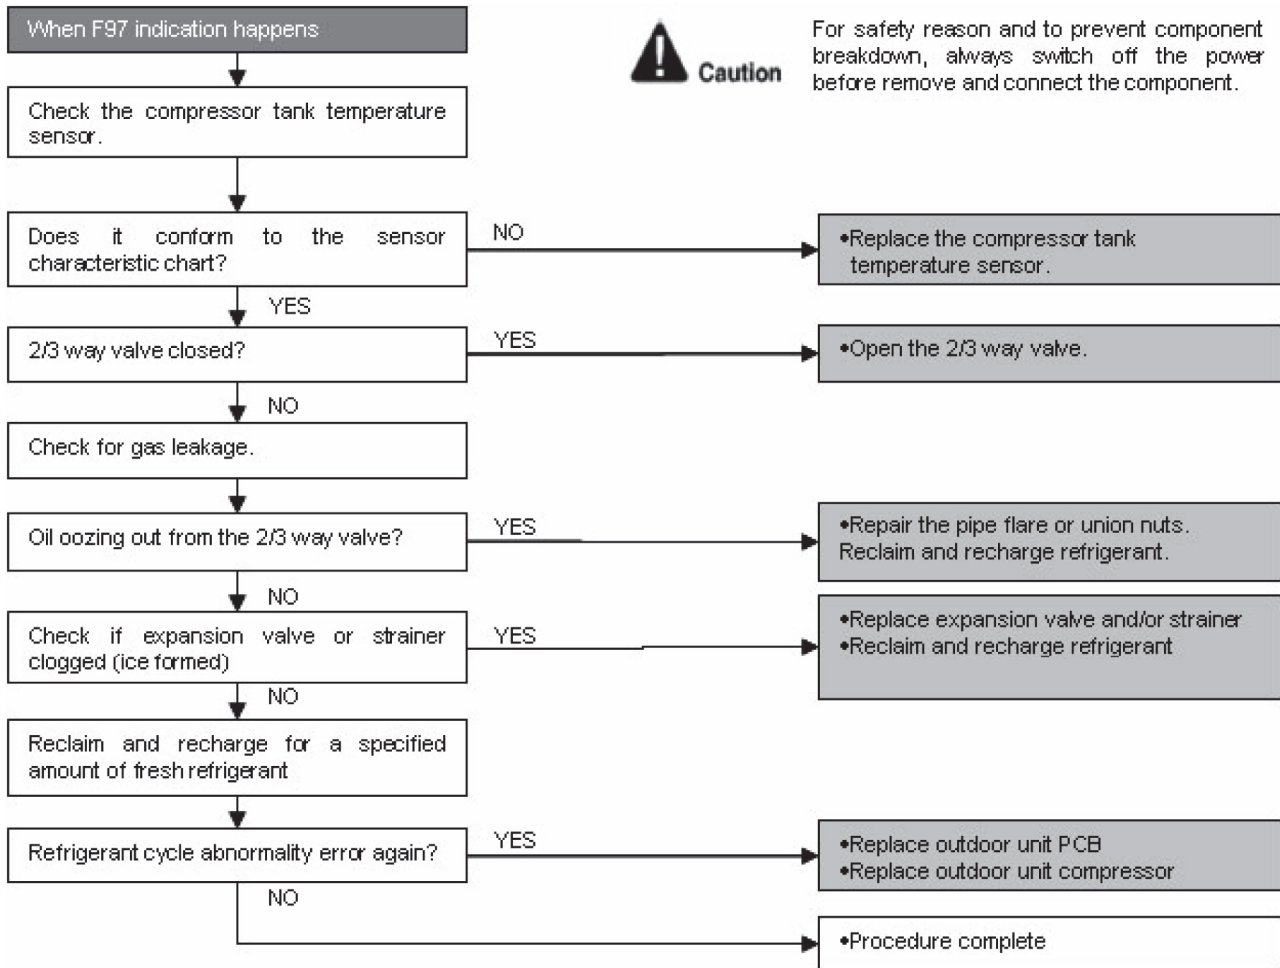 When F97 indication happens
Caution
For safety reason and to prevent component
breakdown, always switch off the power
before remove and connect the component.
Check the compressor tank temperature
sensor.
Does it conform to the sensor
characteristic chart?
NO
•Replace the compressor tank
temperature sensor.
YES
2/3 way valve closed?
YES
•Open the 2/3 way valve.
NO
Check for gas leakage.
Oil oozing out from the 2/3 way valve?
YES
•Repair the pipe flare or union nuts.
Reclaim and recharge refrigerant.
NO
Check if expansion valve or strainer
clogged (ice formed)
YES
•Replace expansion valve and/or strainer
•Reclaim and recharge refrigerant
NO
Reclaim and recharge for a specified
amount of fresh refrigerant
Refrigerant cycle abnormality error again?
YES
•Replace outdoor unit PCB
•Replace outdoor unit compressor
NO
•Procedure complete